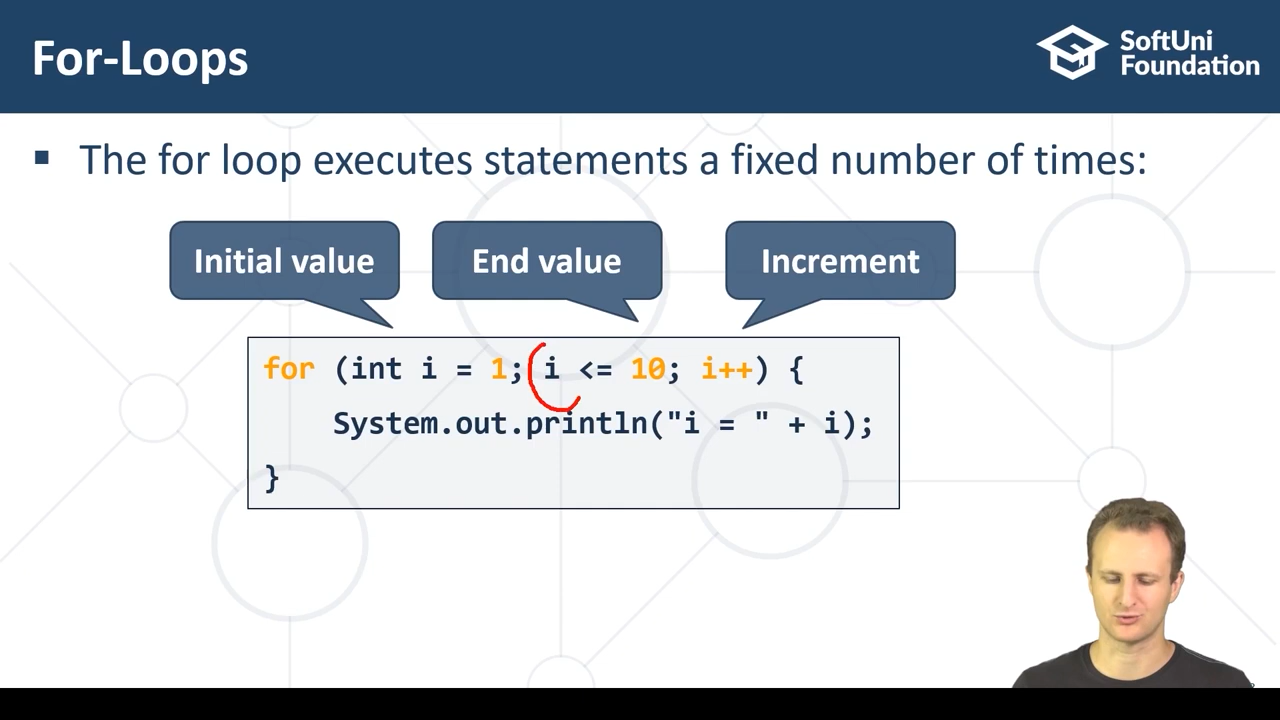 For-Loops
SoftUni
Foundation
▪ The for loop executes statements a fixed number of times:
Initial value
End value
Increment
for (int i = 1; i <= 10; i++) {
    System.out.println("i = " + i);
}